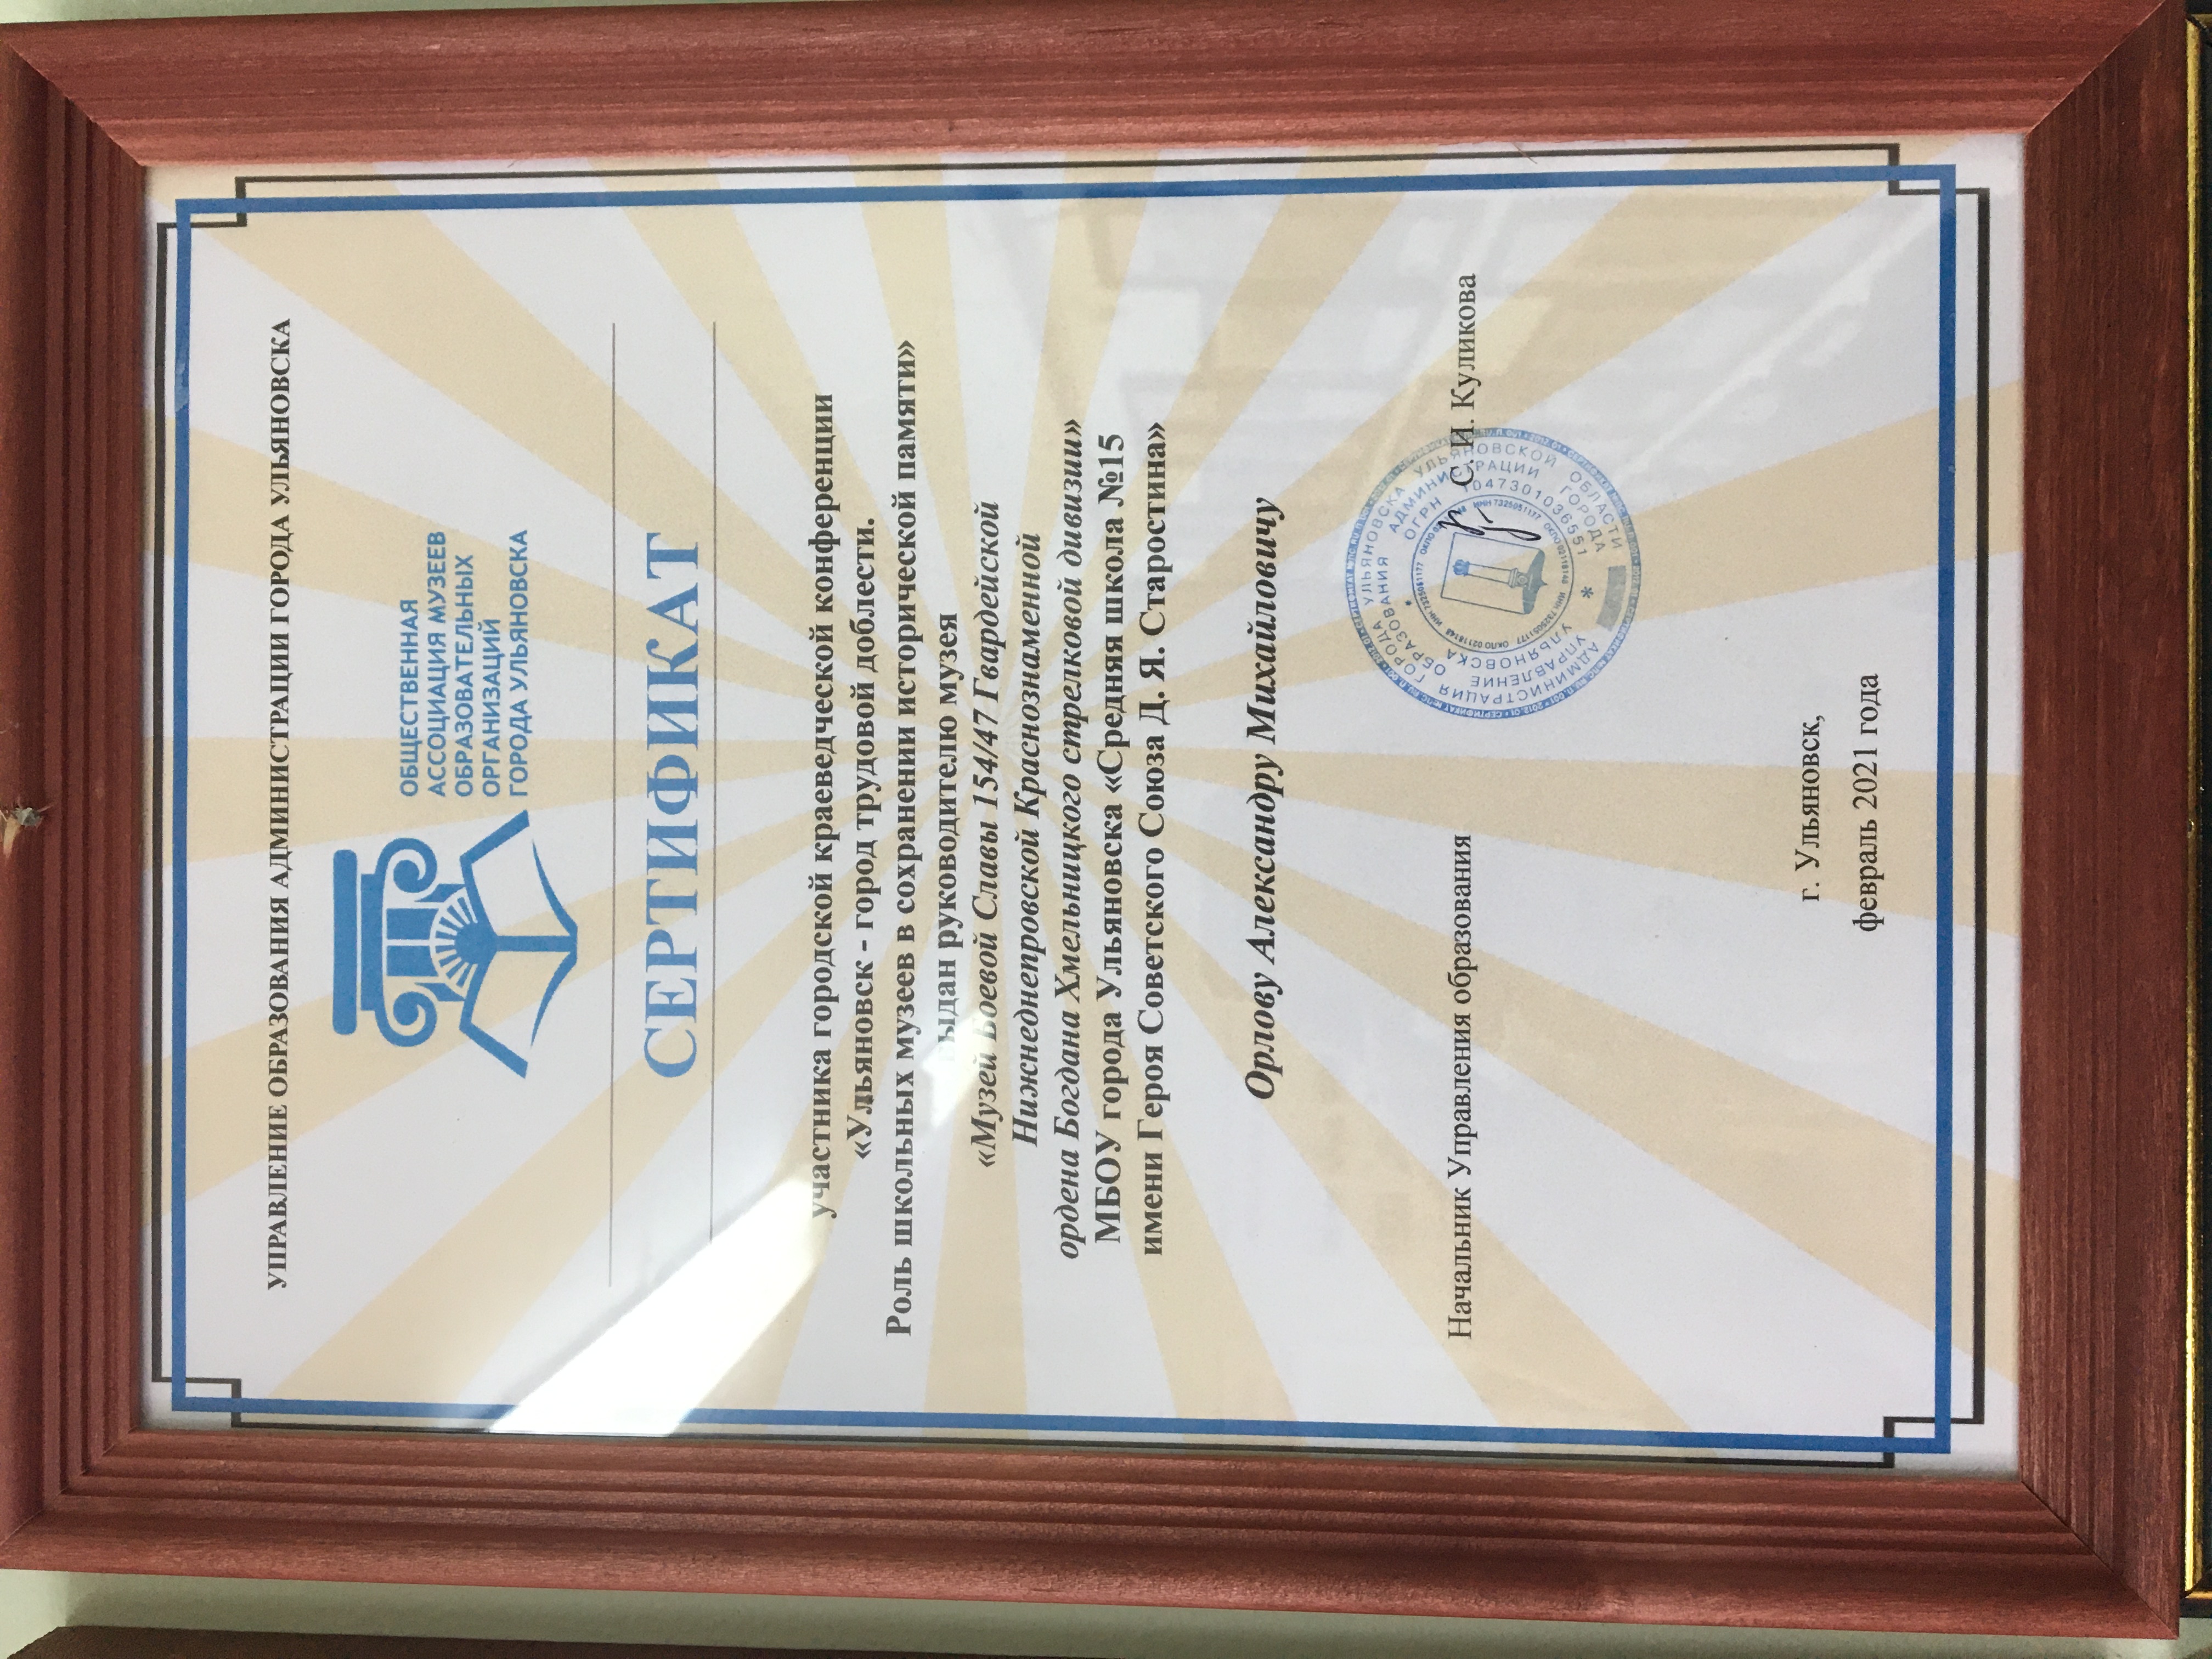 УПРАВЛЕНИЕ ОБРАЗОВАНИЯ АДМИНИСТРАЦИИ ГОРОДА УЛЬЯНОВСКА
ОБЩЕСТВЕННАЯ
АССОЦИАЦИЯ МУЗЕЕВ
ОБРАЗОВАТЕЛЬНЫХ
ОРГАНИЗАЦИЙ
ГОРОДА УЛЬЯНОВСКА
СЕРТИФИКАТ
участника городской краеведческой конференции
«Ульяновск - город трудовой доблести.
Роль школьных музеев в сохранении исторической памяти»
выдан руководителю музея
«Музей Боевой Славы 154/47 Гвардейской
Нижнеднепровской Краснознаменной
ордена Богдана Хмельницкого стрелковой дивизии»
МБОУ города Ульяновска «Средняя школа №15
имени Героя Советского Союза Д. Я. Старостина»
Орлову Александру Михайловичу
Начальник Управления образования
С. И. Куликова
АДМИНИСТРАЦИЯ ГОРОДА УЛЬЯНОВСКА УЛЬЯНОВСКОЙ ОБЛАСТИ
УПРАВЛЕНИЕ ОБРАЗОВАНИЯ АДМИНИСТРАЦИИ ГОРОДА
УЛЬЯНОВСКА * ОГРН 1047301036551 *
г. Ульяновск,
февраль 2021 года